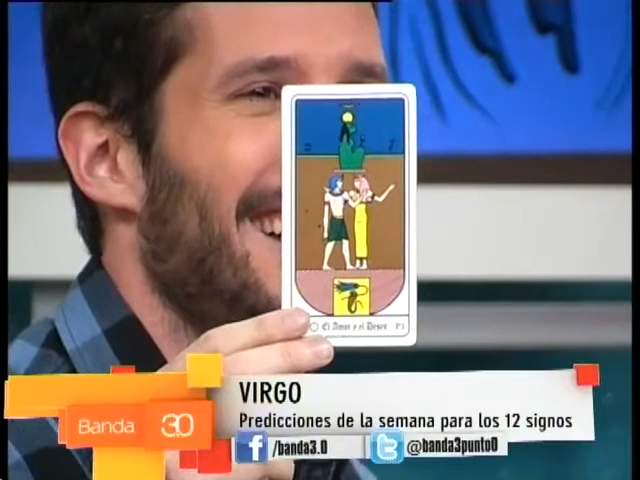 El Amor y el Deseo
VIRGO
Predicciones de la semana para los 12 signos
Banda 3.0
/banda3.0 @banda3punto0